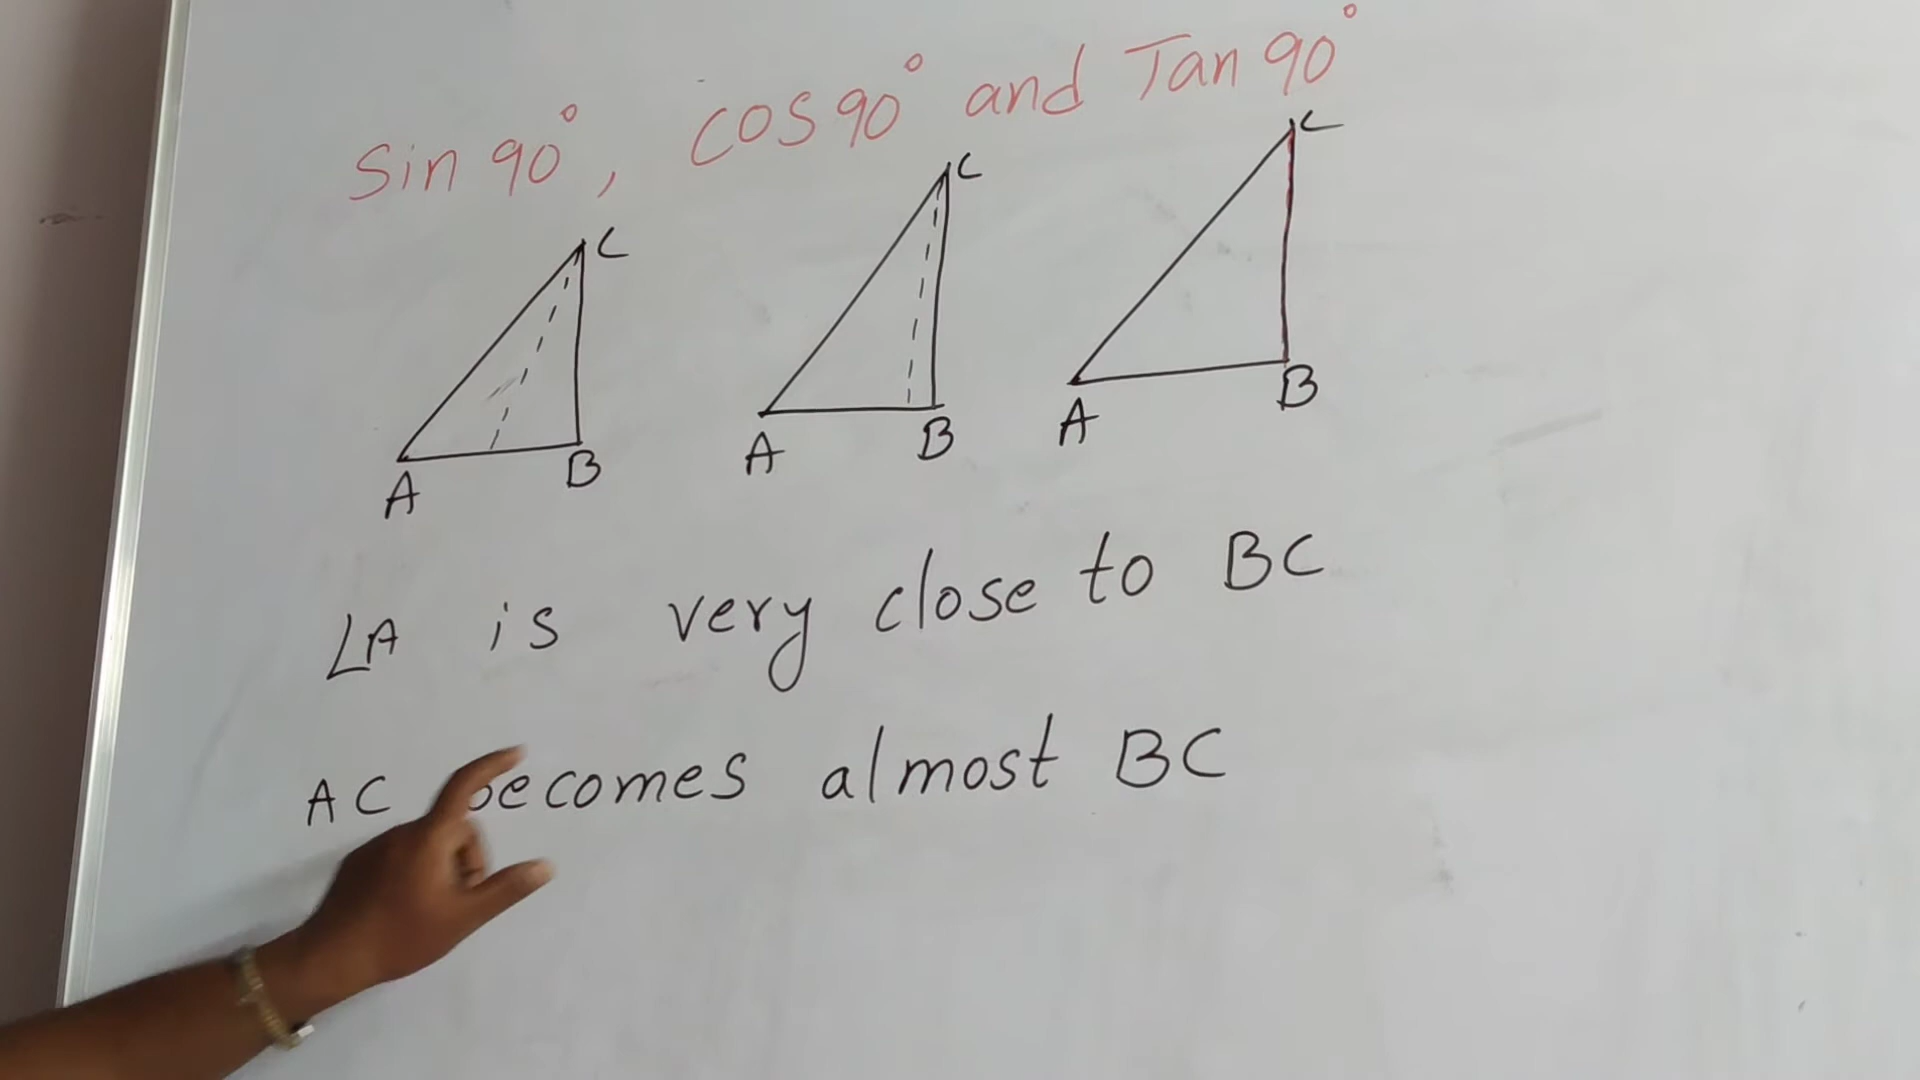 Sin 90°, cos 90° and Tan 90°
C
C
C
A
B
A
B
A
B
∠A is very close to BC
AC becomes almost BC